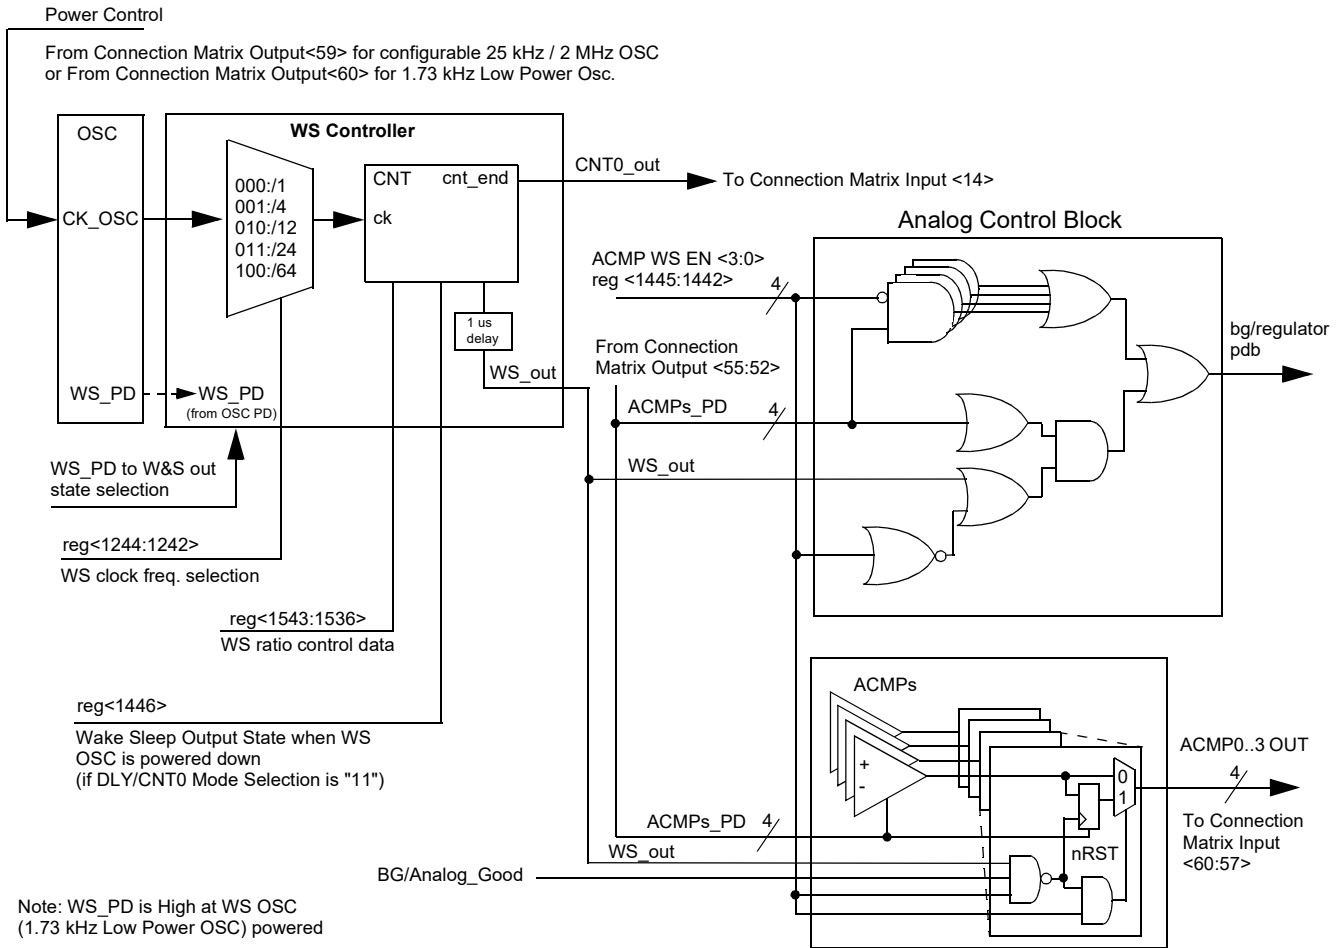 Power Control
From Connection Matrix Output<59> for configurable 25 kHz / 2 MHz OSC
or From Connection Matrix Output<60> for 1.73 kHz Low Power Osc.
OSC
CK_OSC
WS_PD
WS Controller
000:/1
001:/4
010:/12
011:/24
100:/64
CNT
cnt_end
ck
1 us
delay
WS_out
WS_PD
(from OSC PD)
CNT0_out
To Connection Matrix Input <14>
WS_PD to W&S out
state selection
reg<1244:1242>
WS clock freq. selection
reg<1543:1536>
WS ratio control data
reg<1446>
Wake Sleep Output State when WS
OSC is powered down
(if DLY/CNT0 Mode Selection is "11")
Analog Control Block
ACMP WS EN <3:0>
reg <1445:1442>
4
From Connection
Matrix Output <55:52>
ACMPs_PD
4
WS_out
bg/regulator
pdb
ACMPs
+
-
0
1
nRST
ACMPs_PD
4
WS_out
BG/Analog_Good
ACMP0..3 OUT
4
To Connection
Matrix Input
<60:57>
Note: WS_PD is High at WS OSC
(1.73 kHz Low Power OSC) powered